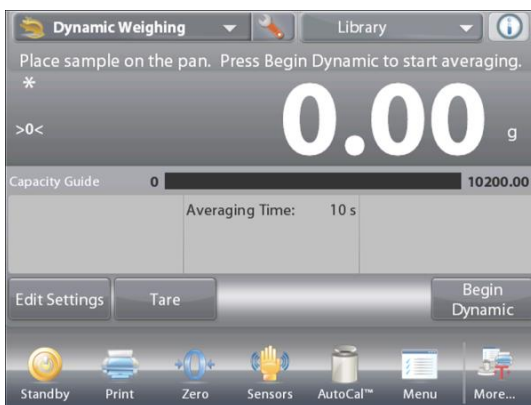 Dynamic Weighing Library
Place sample on the pan. Press Begin Dynamic to start averaging.
*
>0< 0.00 g
Capacity Guide 0 10200.00
Averaging Time: 10 s
Edit Settings Tare Begin
Dynamic
Standby Print Zero Sensors AutoCal™ Menu More...